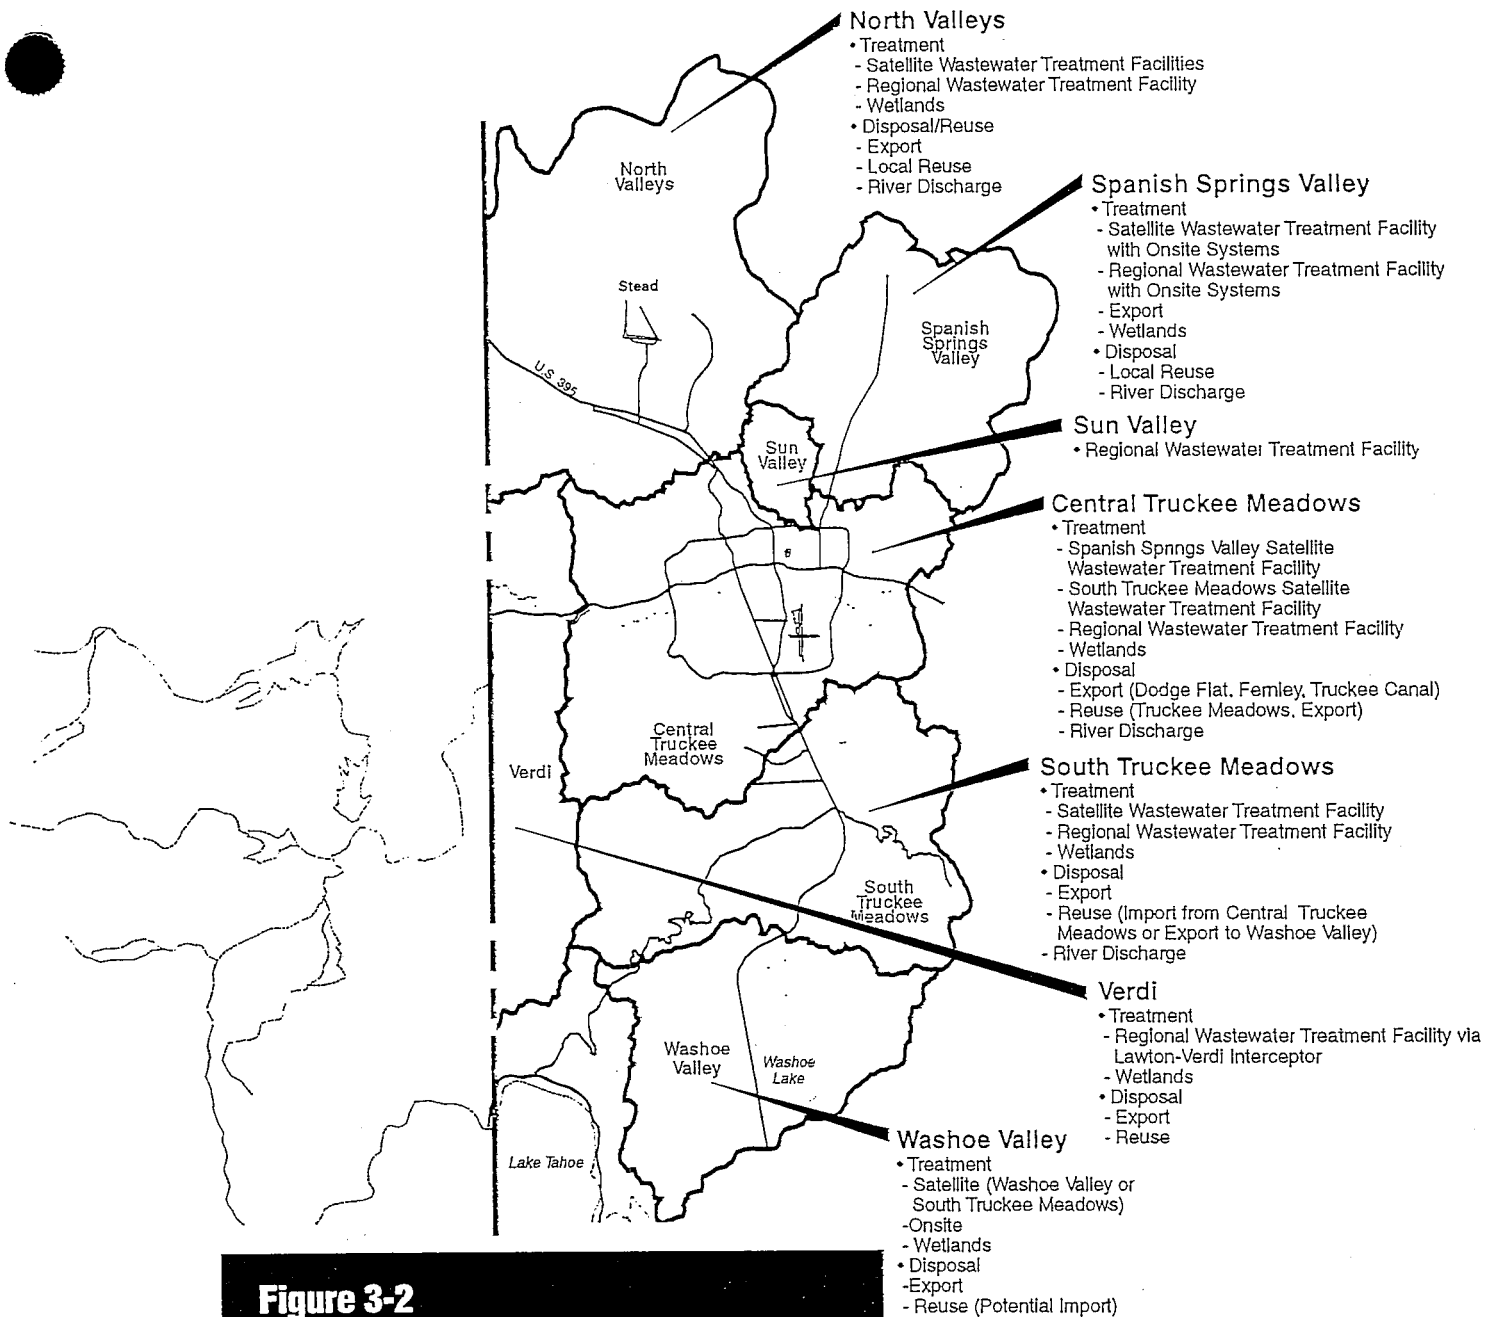 North Valleys
• Treatment
- Satellite Wastewater Treatment Facilities
- Regional Wastewater Treatment Facility
- Wetlands
• Disposal/Reuse
- Export
- Local Reuse
- River Discharge
Spanish Springs Valley
• Treatment
- Satellite Wastewater Treatment Facility
with Onsite Systems
- Regional Wastewater Treatment Facility
with Onsite Systems
- Export
- Wetlands
• Disposal
- Local Reuse
- River Discharge
Sun Valley
• Regional Wastewater Treatment Facility
Central Truckee Meadows
• Treatment
- Spanish Springs Valley Satellite
Wastewater Treatment Facility
- South Truckee Meadows Satellite
Wastewater Treatment Facility
- Regional Wastewater Treatment Facility
- Wetlands
• Disposal
- Export (Dodge Flat, Fernley, Truckee Canal)
- Reuse (Truckee Meadows, Export)
- River Discharge
South Truckee Meadows
• Treatment
- Satellite Wastewater Treatment Facility
- Regional Wastewater Treatment Facility
- Wetlands
• Disposal
- Export
- Reuse (Import from Central Truckee
Meadows or Export to Washoe Valley)
- River Discharge
Verdi
• Treatment
- Regional Wastewater Treatment Facility via
Lawton-Verdi Interceptor
- Wetlands
• Disposal
- Export
- Reuse
Washoe Valley
• Treatment
- Satellite (Washoe Valley or
South Truckee Meadows)
-Onsite
- Wetlands
• Disposal
-Export
- Reuse (Potential Import)
North
Valleys
Stead
U.S. 395
Spanish
Springs
Valley
Sun
Valley
Central
Truckee
Meadows
Verdi
South
Truckee
Meadows
Washoe
Valley
Washoe
Lake
Lake Tahoe
Figure 3-2